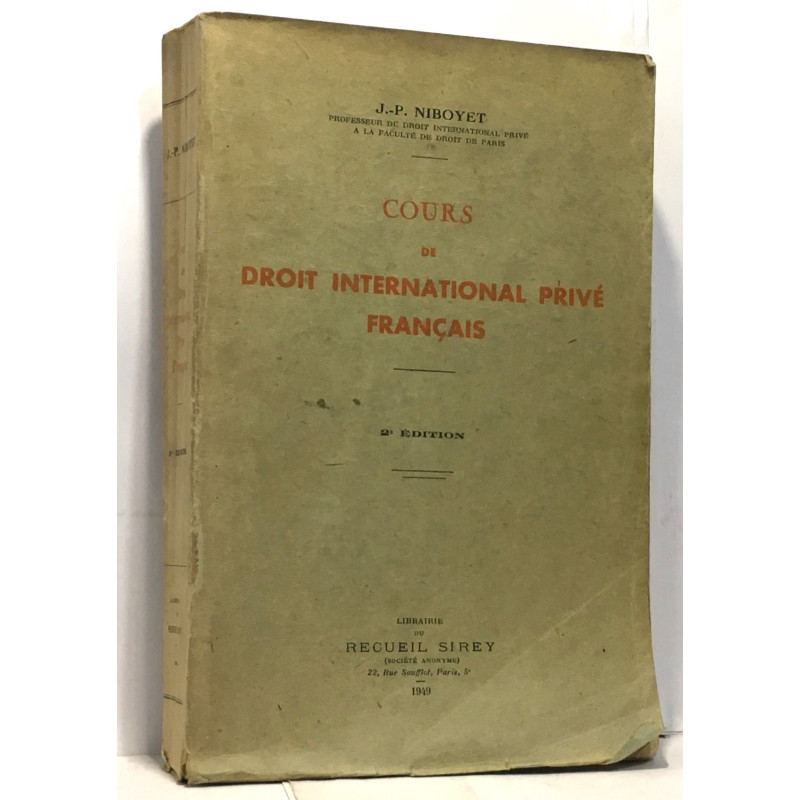 J.-P. NIBOYET
PROFESSEUR DE DROIT INTERNATIONAL PRIVÉ
A LA FACULTÉ DE DROIT DE PARIS
COURS
DE
DROIT INTERNATIONAL PRIVÉ
FRANÇAIS
2e ÉDITION
LIBRAIRIE
DU
RECUEIL SIREY
(SOCIÉTÉ ANONYME)
22, Rue Soufflot, Paris, 5e
1949
J.-P. NIBOYET